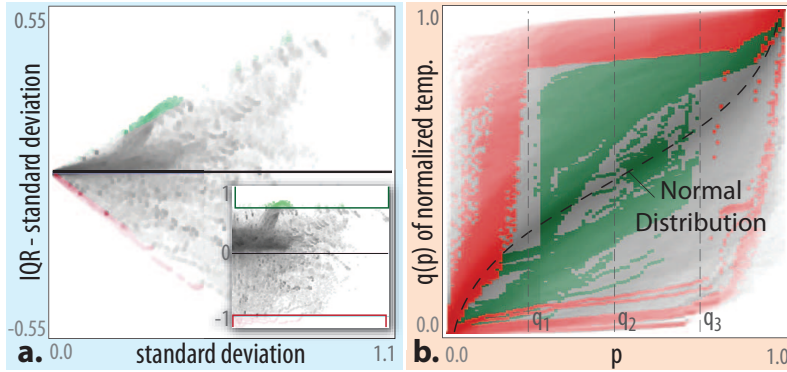 0.55
IQR - standard deviation
-0.55
1
0
-1
a.
0.0
standard deviation
1.1
1.0
q(p) of normalized temp.
0.0
Normal
Distribution
q1
q2
q3
b.
0.0
p
1.0